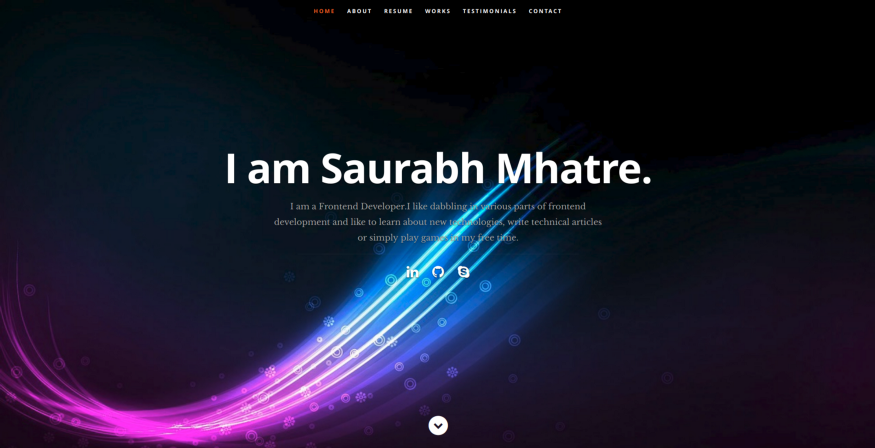 HOME ABOUT RESUME WORKS TESTIMONIALS CONTACT
I am Saurabh Mhatre.
I am a Frontend Developer.I like dabbling in various parts of frontend
development and like to learn about new technologies, write technical articles
or simply play games in my free time.
in